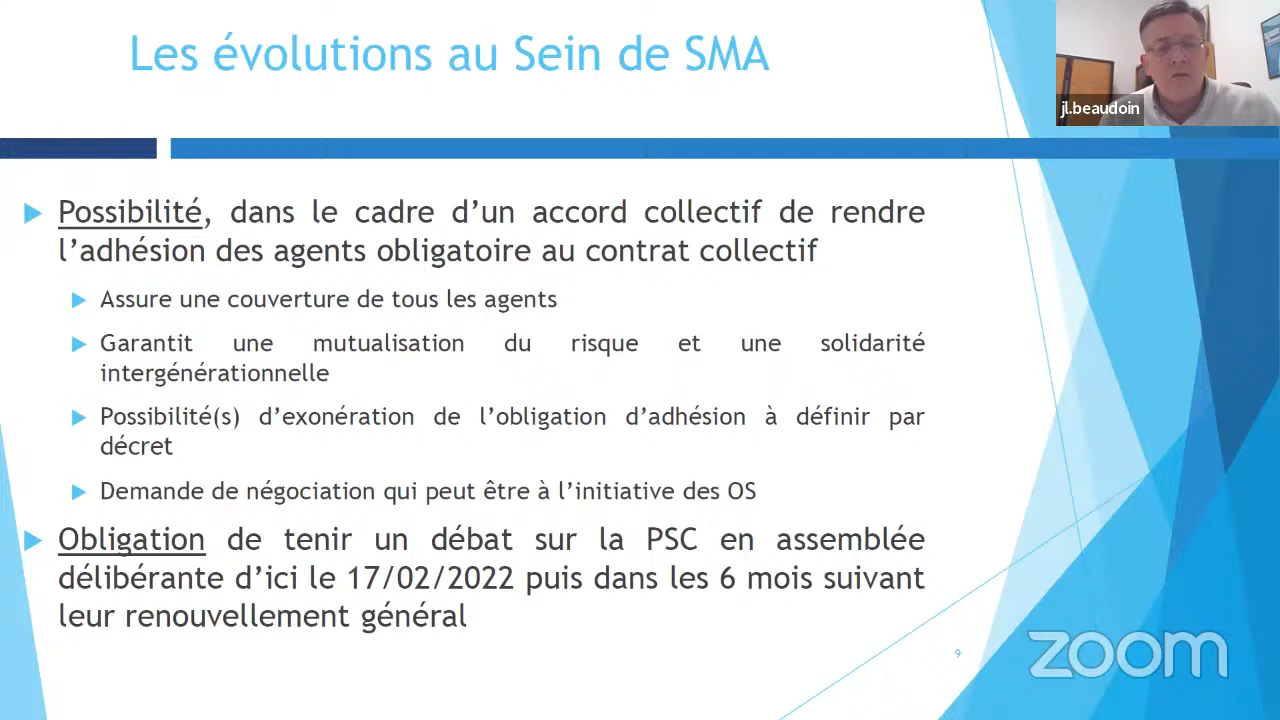 Les évolutions au Sein de SMA
jl.beaudoin
Possibilité, dans le cadre d’un accord collectif de rendre
l’adhésion des agents obligatoire au contrat collectif
Assure une couverture de tous les agents
Garantit une mutualisation du risque et une solidarité
intergénérationnelle
Possibilité(s) d’exonération de l’obligation d’adhésion à définir par
décret
Demande de négociation qui peut être à l’initiative des OS
Obligation de tenir un débat sur la PSC en assemblée
délibérante d’ici le 17/02/2022 puis dans les 6 mois suivant
leur renouvellement général
9
zoom